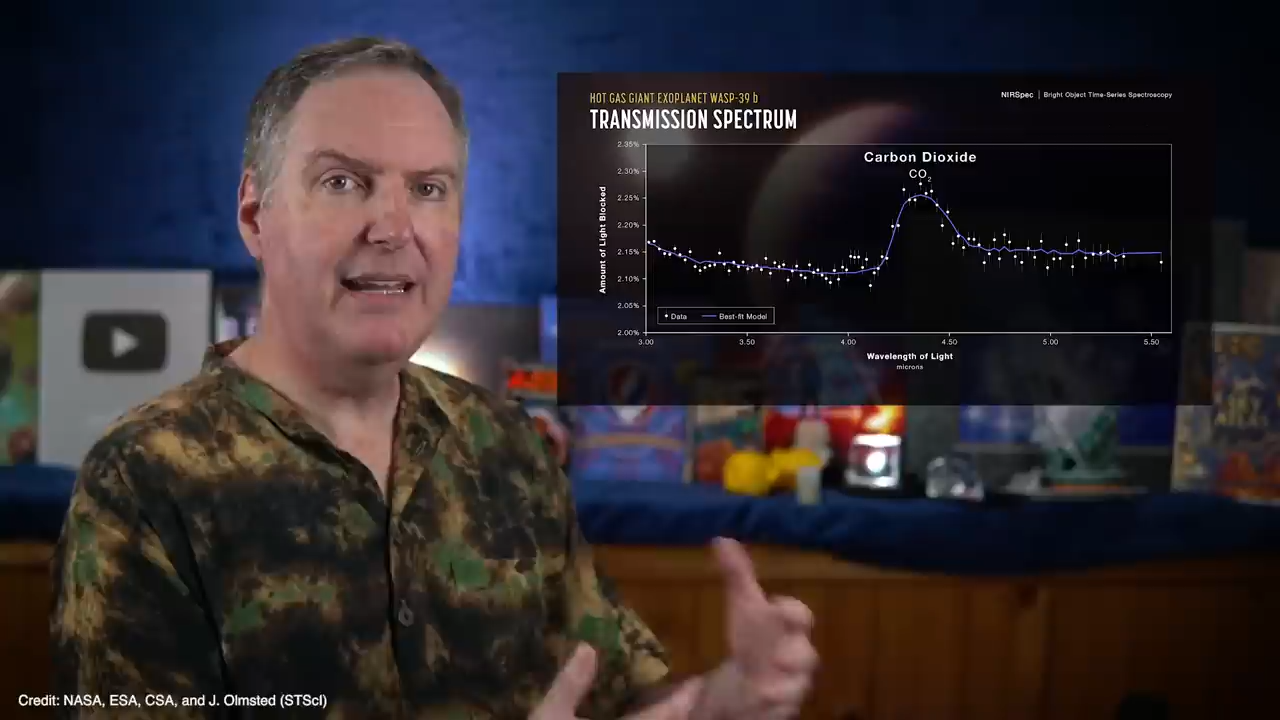 HOT GAS GIANT EXOPLANET WASP-39 b
TRANSMISSION SPECTRUM
NIRSpec | Bright Object Time-Series Spectroscopy
Carbon Dioxide
CO₂
Amount of Light Blocked
2.35%
2.30%
2.25%
2.20%
2.15%
2.10%
2.05%
2.00%
Data
Best-fit Model
3.00 3.50 4.00 4.50 5.00 5.50
Wavelength of Light
microns
Credit: NASA, ESA, CSA, and J. Olmsted (STScI)